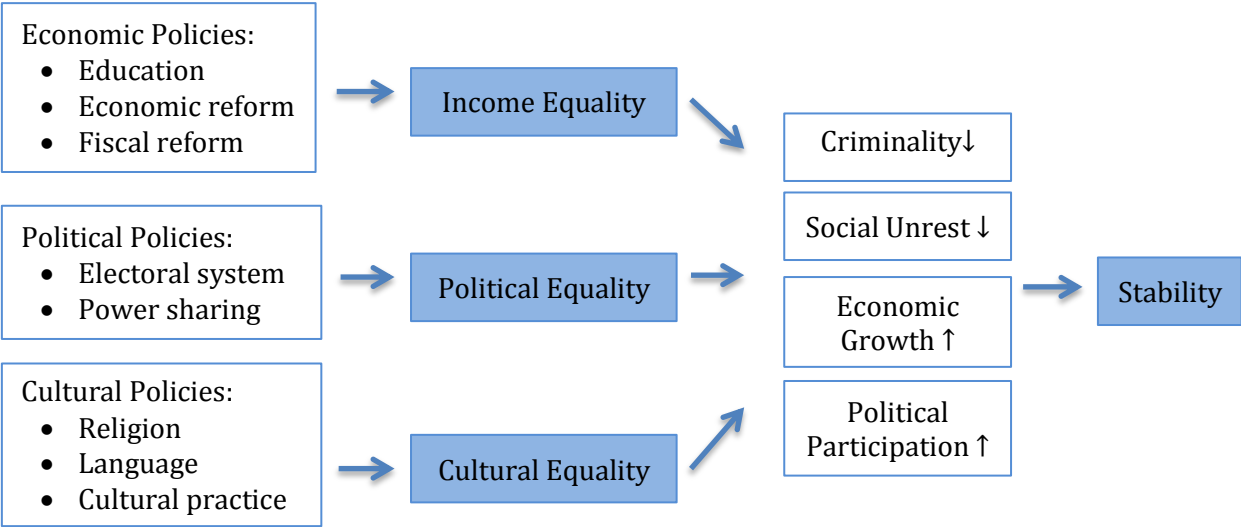 Economic Policies:
• Education
• Economic reform
• Fiscal reform
Income Equality
Political Policies:
• Electoral system
• Power sharing
Political Equality
Cultural Policies:
• Religion
• Language
• Cultural practice
Cultural Equality
Criminality↓
Social Unrest ↓
Economic
Growth ↑
Political
Participation ↑
Stability